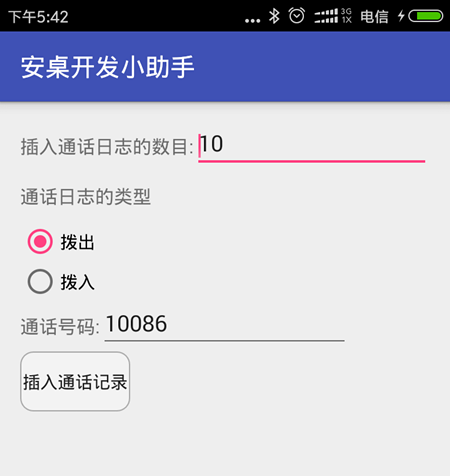 下午5:42 ... 3G 1X 电信
安桌开发小助手
插入通话日志的数目: 10
通话日志的类型
拨出
拨入
通话号码: 10086
插入通话记录